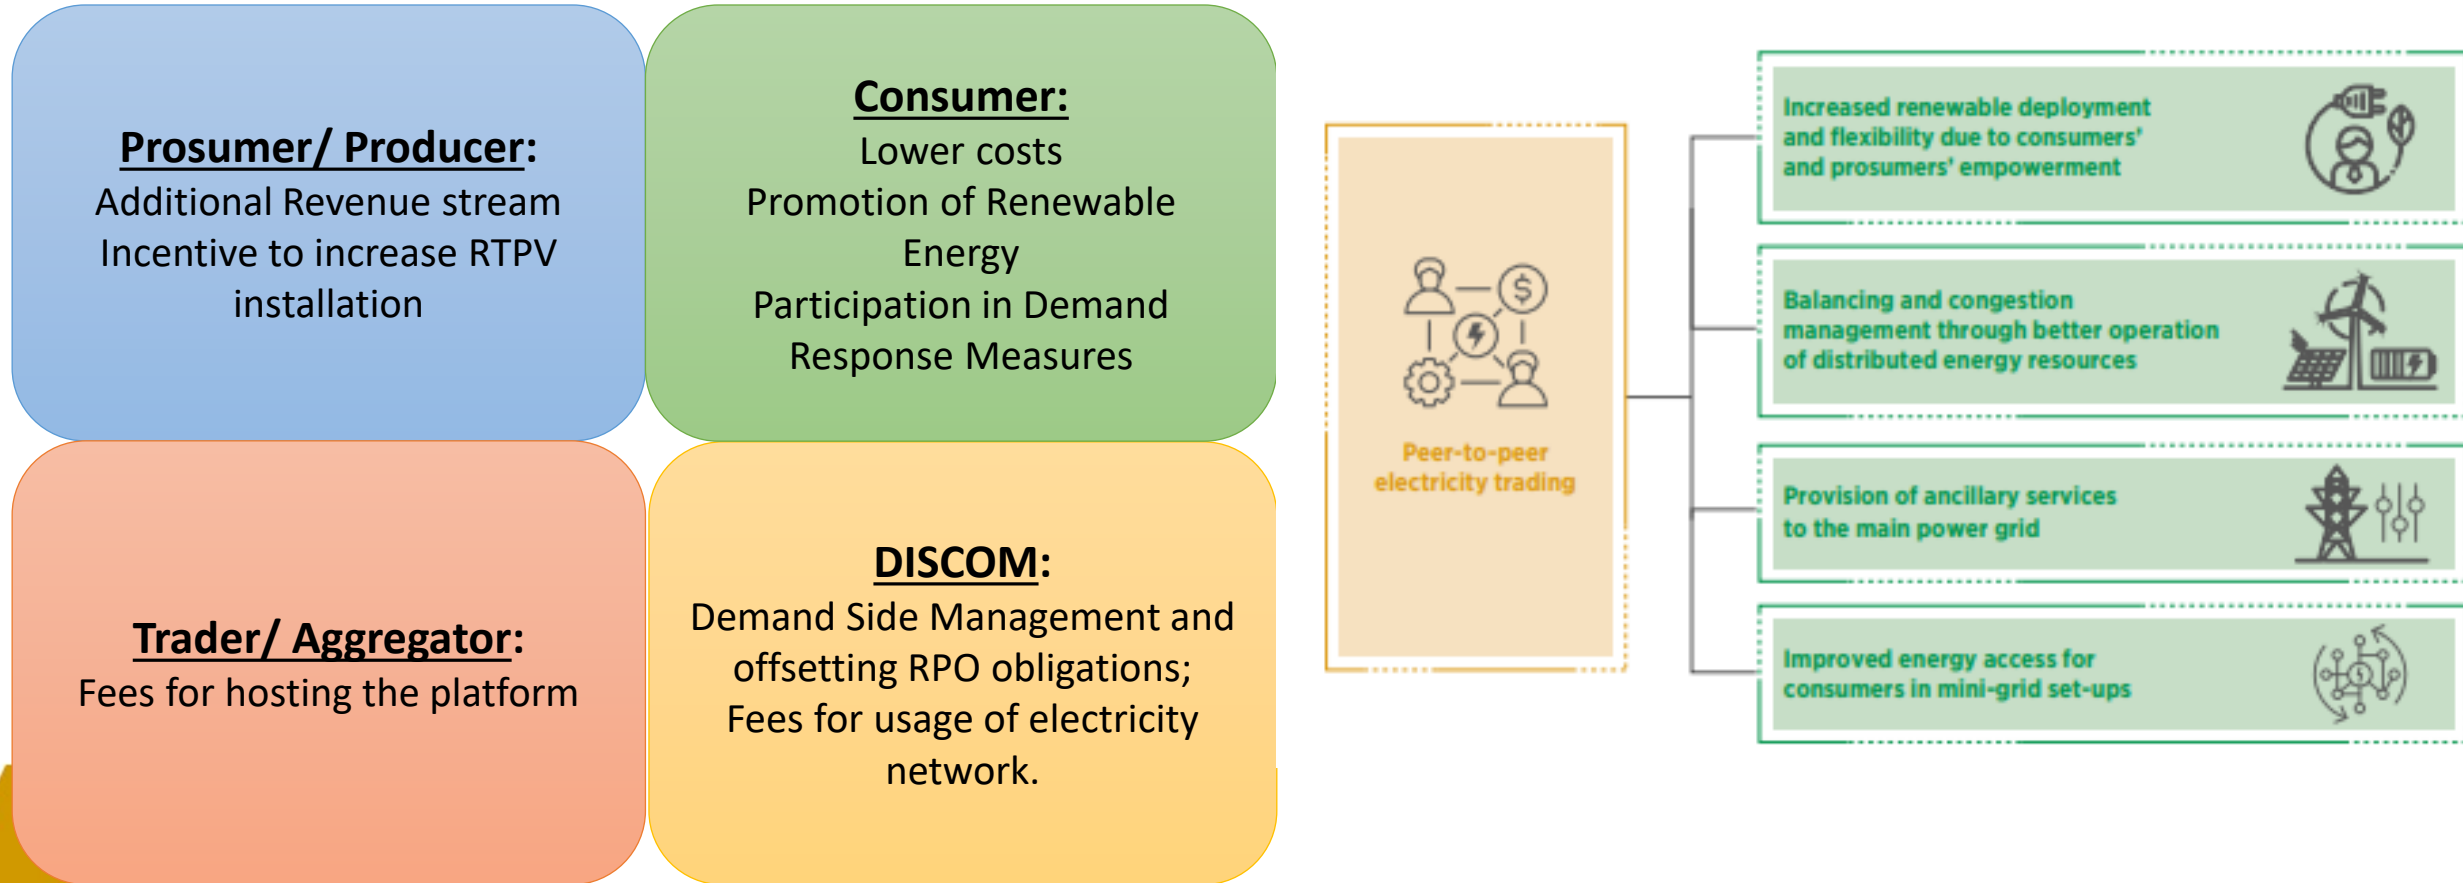 Prosumer/ Producer:
Additional Revenue stream
Incentive to increase RTPV
installation
Consumer:
Lower costs
Promotion of Renewable
Energy
Participation in Demand
Response Measures
Trader/ Aggregator:
Fees for hosting the platform
DISCOM:
Demand Side Management and
offsetting RPO obligations;
Fees for usage of electricity
network.
$
Peer-to-peer
electricity trading
Increased renewable deployment
and flexibility due to consumers'
and prosumers' empowerment
Balancing and congestion
management through better operation
of distributed energy resources
Provision of ancillary services
to the main power grid
Improved energy access for
consumers in mini-grid set-ups